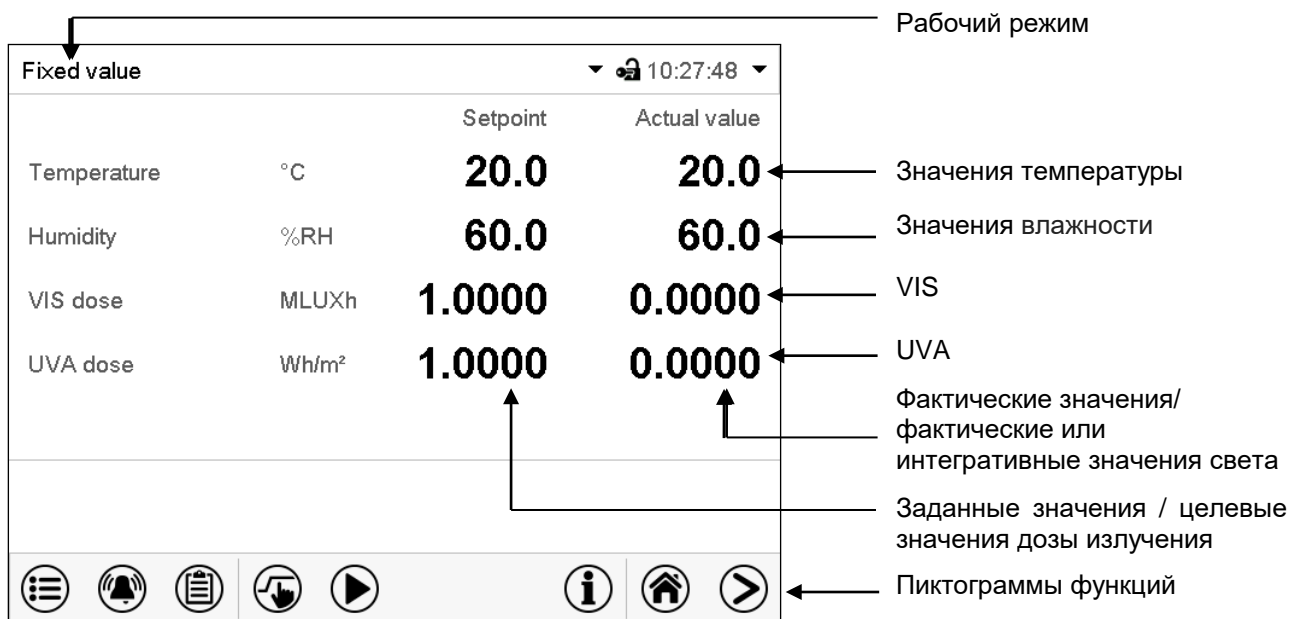 Рабочий режим
Fixed value 10:27:48
Setpoint Actual value
Temperature °C 20.0 20.0 Значения температуры
Humidity %RH 60.0 60.0 Значения влажности
VIS dose MLUXh 1.0000 0.0000 VIS
UVA dose Wh/m² 1.0000 0.0000 UVA
Фактические значения/
фактические или
интегративные значения света
Заданные значения / целевые
значения дозы излучения
Пиктограммы функций